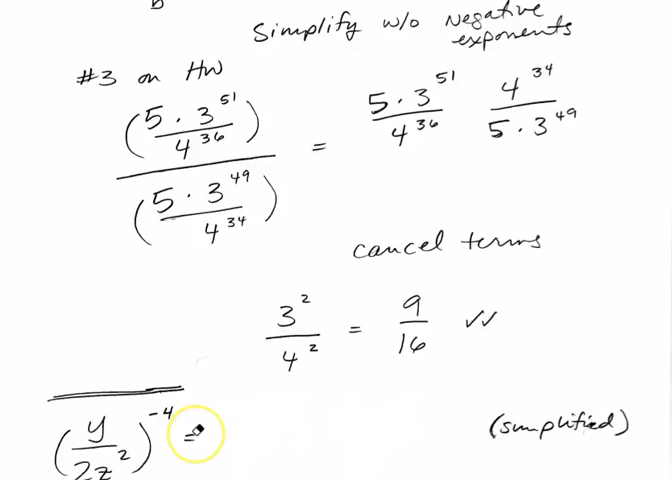 b
Simplify w/o Negative
exponents
#3 on HW
(5 · 3^51 / 4^36) / (5 · 3^49 / 4^34) = 5 · 3^51 / 4^36 4^34 / 5 · 3^49
cancel terms
3^2 / 4^2 = 9 / 16 ✓✓
(y / 2z^2)^-4 = (simplified)